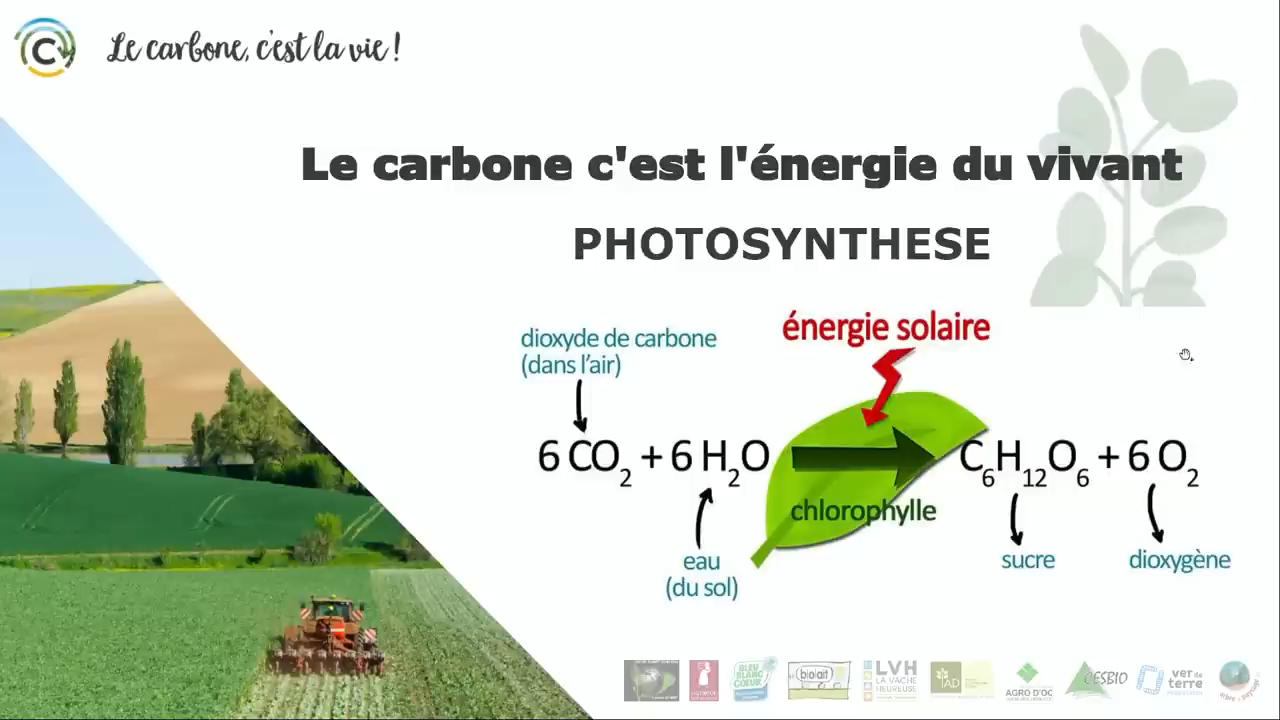 C
Le carbone, c'est la vie !
Le carbone c'est l'énergie du vivant
PHOTOSYNTHESE
énergie solaire
dioxyde de carbone
(dans l'air)
6 CO2 + 6 H2O
C6H12O6 + 6 O2
chlorophylle
eau
(du sol)
sucre
dioxygène
BLEU
BLANC
COEUR
biolait
LVH
LA VACHE
HEUREUSE
IAD
AGRO D'OC
CESBIO
ver de
terre